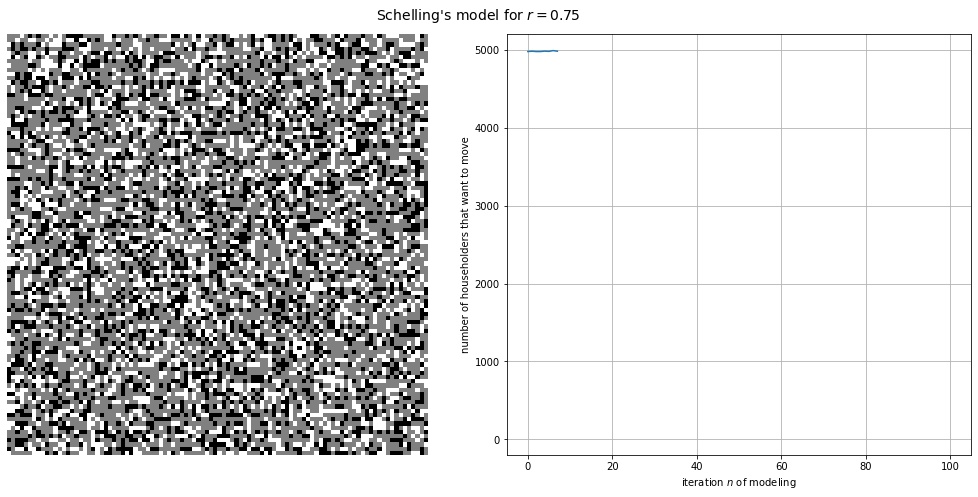 Schelling's model for r = 0.75
5000
4000
3000
2000
1000
0
number of householders that want to move
0 20 40 60 80 100
iteration n of modeling